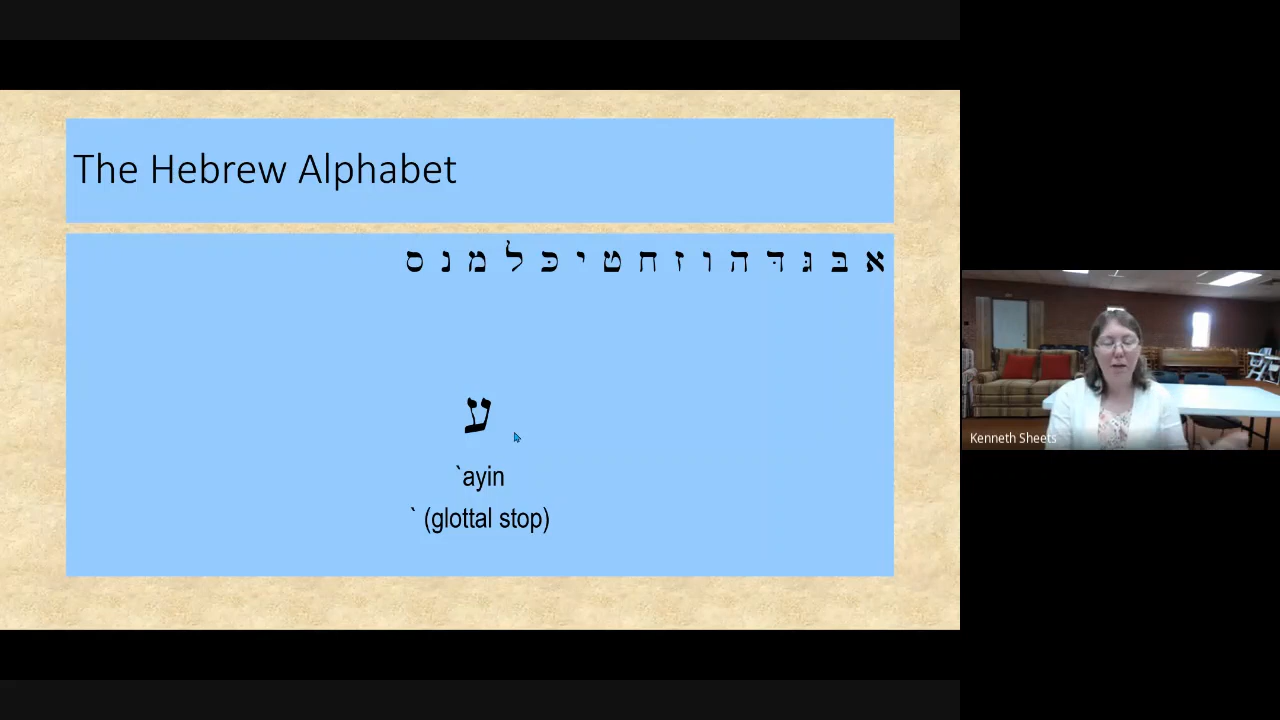 The Hebrew Alphabet
א בּ גּ דּ ה ו ז ח ט י כּ ל מ נ ס
ע
`ayin
` (glottal stop)
Kenneth Sheets